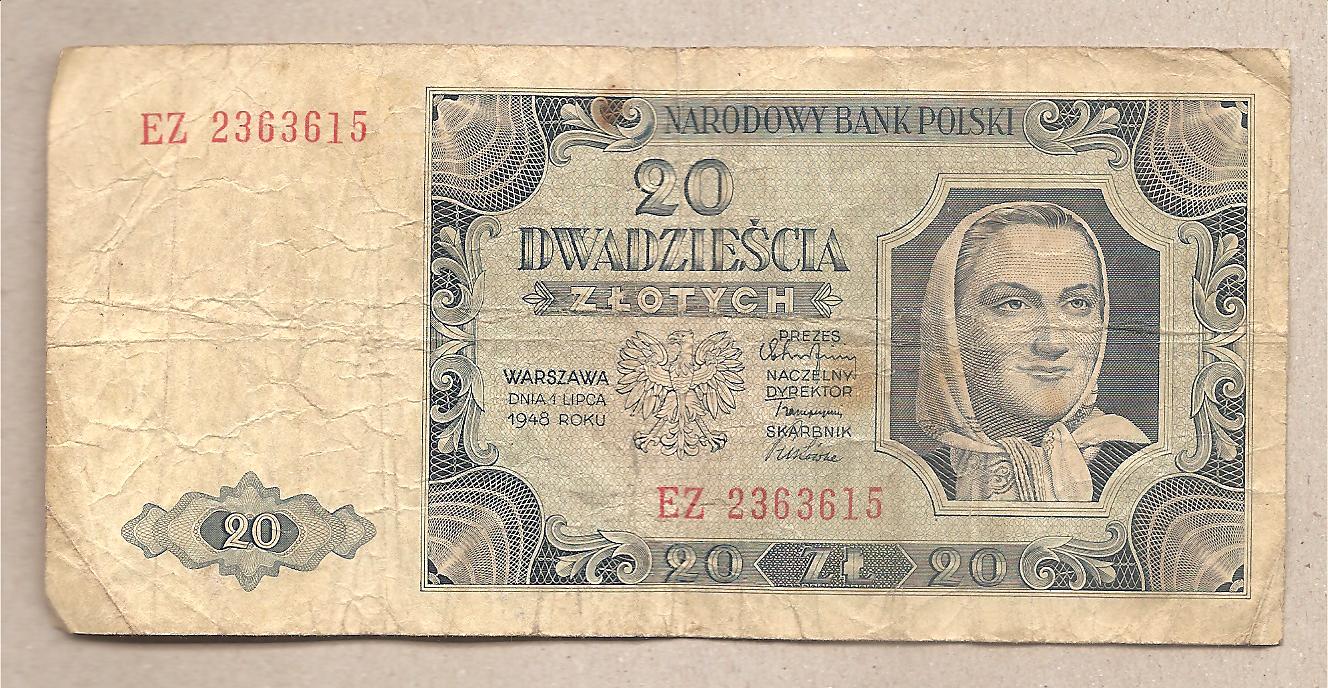 EZ 2363615
NARODOWY BANK POLSKI
20
DWADZIEŚCIA
ZŁOTYCH
WARSZAWA
DNIA 1 LIPCA
1948 ROKU
PREZES
NACZELNY
DYREKTOR
SKARBNIK
EZ 2363615
20
20 ZŁ 20